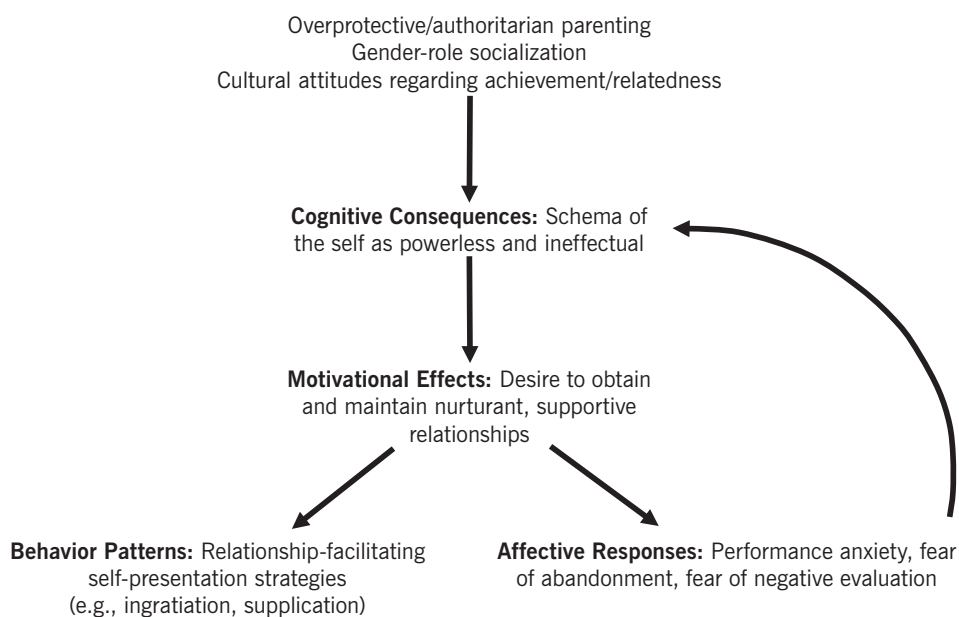 Overprotective/authoritarian parenting
Gender-role socialization
Cultural attitudes regarding achievement/relatedness
Cognitive Consequences: Schema of
the self as powerless and ineffectual
Motivational Effects: Desire to obtain
and maintain nurturant, supportive
relationships
Behavior Patterns: Relationship-facilitating
self-presentation strategies
(e.g., ingratiation, supplication)
Affective Responses: Performance anxiety, fear
of abandonment, fear of negative evaluation